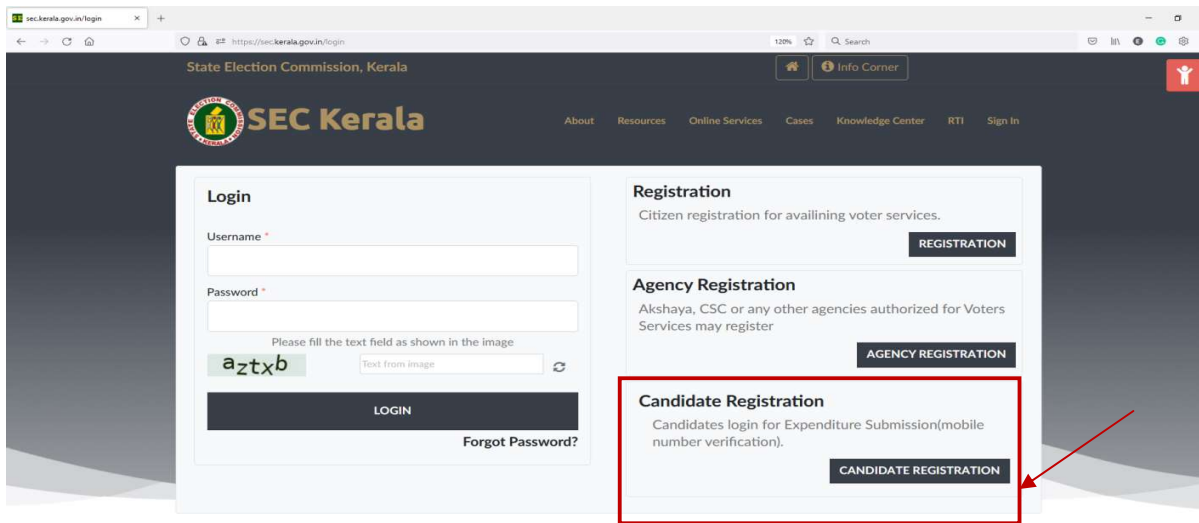 sec.kerala.gov.in/login
https://sec.kerala.gov.in/login
120%
Search
State Election Commission, Kerala
Info Corner
SEC Kerala
About Resources Online Services Cases Knowledge Center RTI Sign In
Login
Username *
Password *
Please fill the text field as shown in the image
aztxb
Text from image
LOGIN
Forgot Password?
Registration
Citizen registration for availining voter services.
REGISTRATION
Agency Registration
Akshaya, CSC or any other agencies authorized for Voters
Services may register
AGENCY REGISTRATION
Candidate Registration
Candidates login for Expenditure Submission(mobile
number verification).
CANDIDATE REGISTRATION